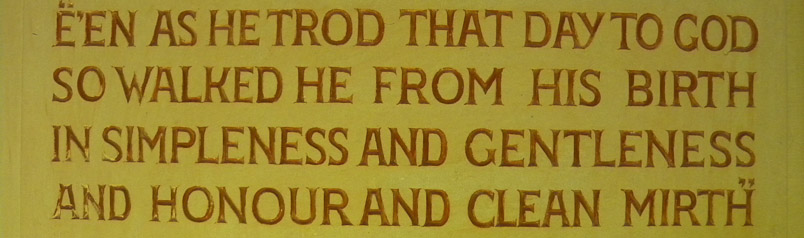 "E'EN AS HE TROD THAT DAY TO GOD
SO WALKED HE FROM HIS BIRTH
IN SIMPLENESS AND GENTLENESS
AND HONOUR AND CLEAN MIRTH"